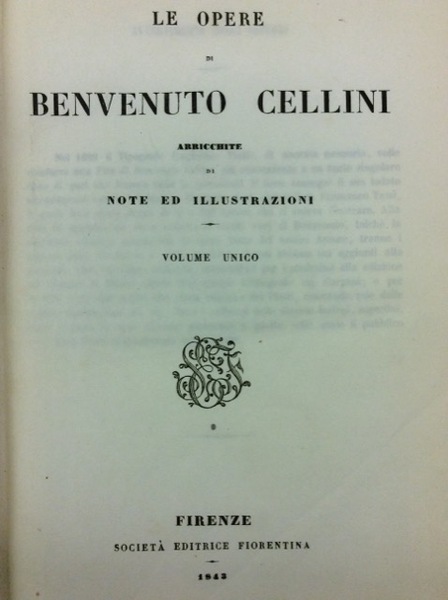 LE OPERE
DI
BENVENUTO CELLINI
ARRICCHITE
DI
NOTE ED ILLUSTRAZIONI
VOLUME UNICO
FIRENZE
SOCIETÀ EDITRICE FIORENTINA
1843